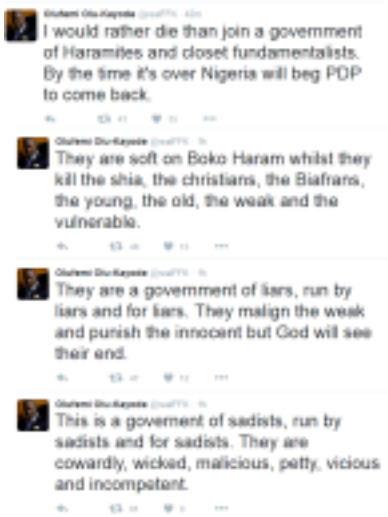 Olufemi Olu-Kayode
I would rather die than join a government
of Haramites and closet fundamentalists.
By the time it's over Nigeria will beg PDP
to come back.
Olufemi Olu-Kayode
They are soft on Boko Haram whilst they
kill the shia, the christians, the Biafrans,
the young, the old, the weak and the
vulnerable.
Olufemi Olu-Kayode
They are a government of liars, run by
liars and for liars. They malign the weak
and punish the innocent but God will see
their end.
Olufemi Olu-Kayode
This is a goverment of sadists, run by
sadists and for sadists. They are
cowardly, wicked, malicious, petty, vicious
and incompetent.